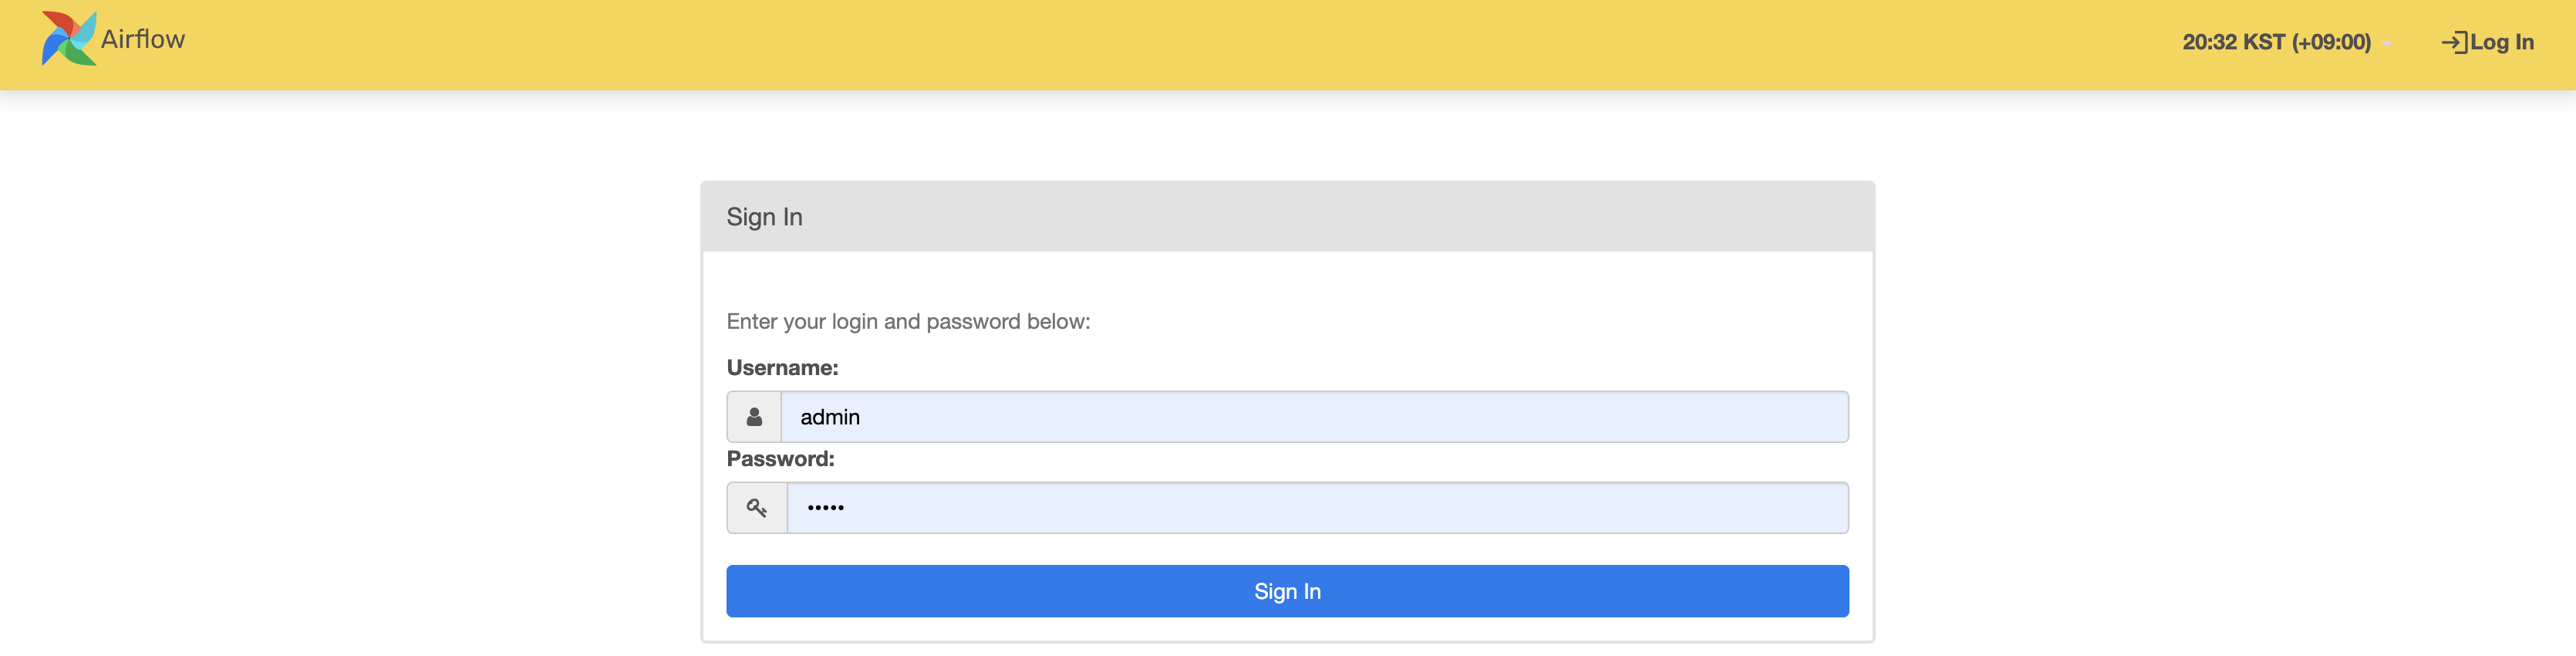 Airflow
20:32 KST (+09:00)
Log In
Sign In
Enter your login and password below:
Username:
admin
Password:
•••••
Sign In